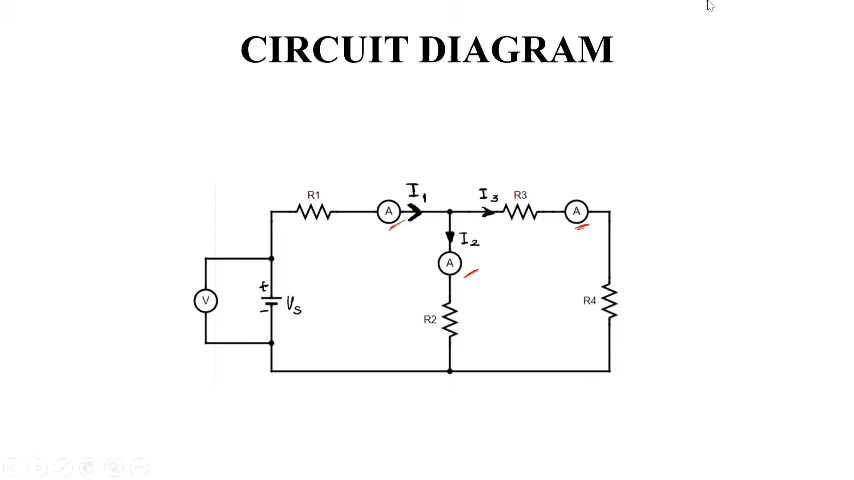 CIRCUIT DIAGRAM
R1
A
I1
I3
R3
A
I2
A
V
+
-
Vs
R2
R4